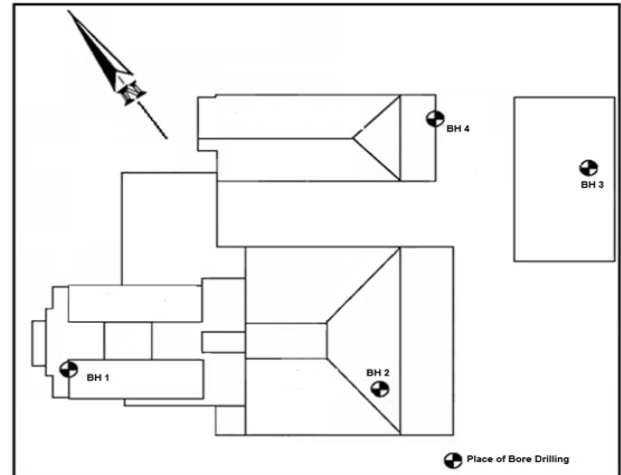 BH 4
BH 3
BH 2
BH 1
Place of Bore Drilling